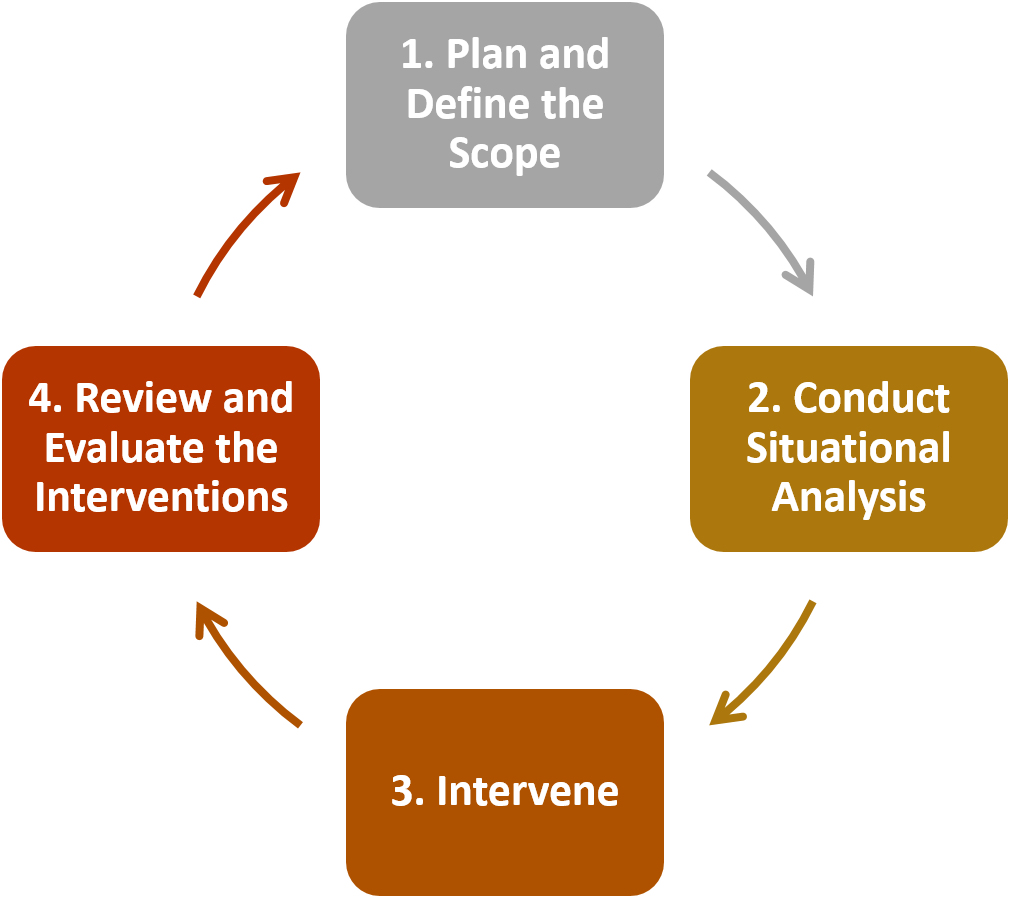 1. Plan and
Define the
Scope
2. Conduct
Situational
Analysis
3. Intervene
4. Review and
Evaluate the
Interventions